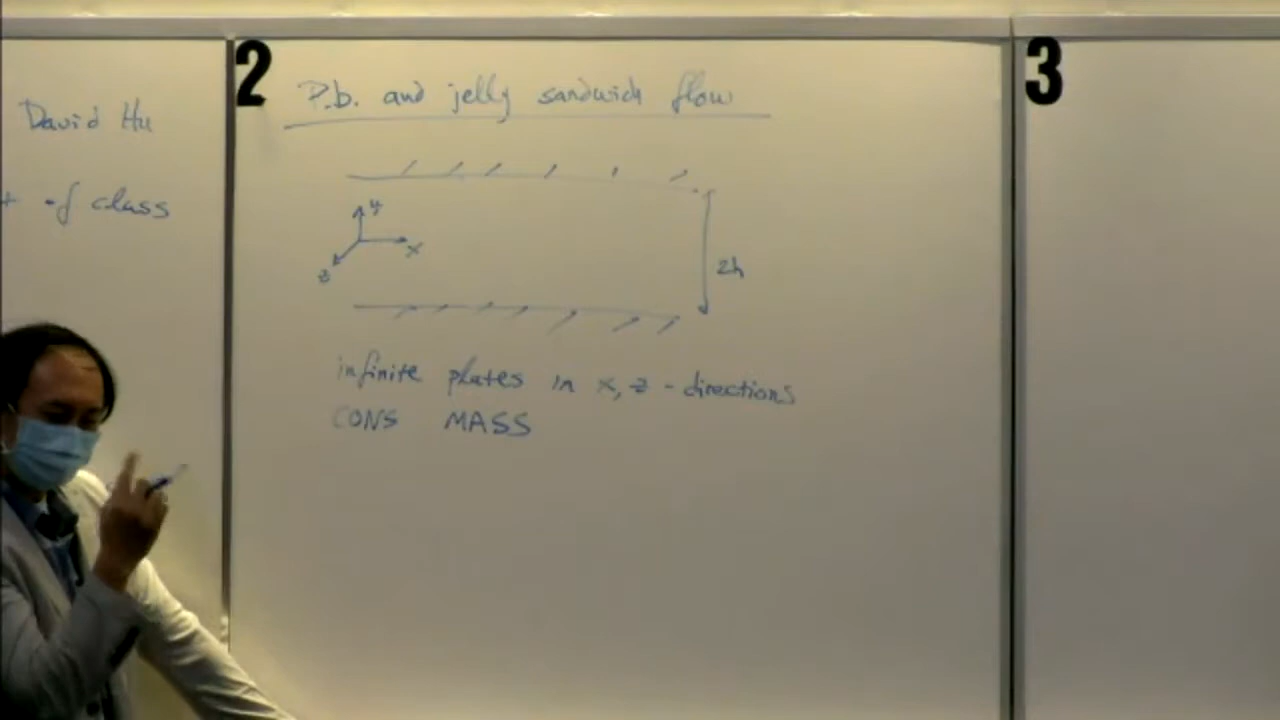 David Hu
of class
2
P.b. and jelly sandwich flow
y
x
z
2h
infinite plates in x, z - directions
CONS MASS
3